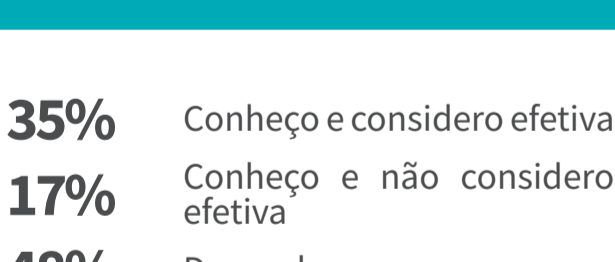 35% Conheço e considero efetiva
17% Conheço e não considero
efetiva